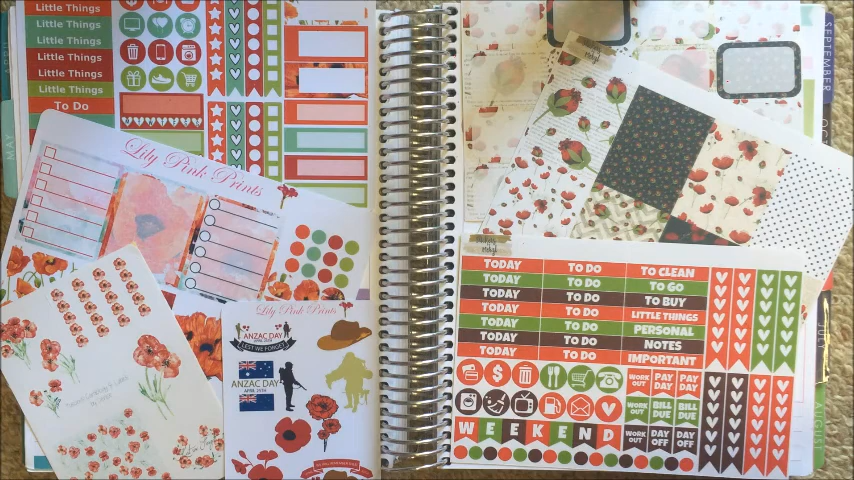 Little Things
Little Things
Little Things
Little Things
Little Things
Little Things
To Do
MAY
SEPTEMBER
Lily Pink Prints
Lily Pink Prints
ANZAC DAY
LEST WE FORGET
ANZAC DAY
APRIL 25TH
TODAY TO DO TO CLEAN
TODAY TO DO TO GO
TODAY TO DO TO BUY
TODAY TO DO LITTLE THINGS
TODAY TO DO PERSONAL
TODAY TO DO NOTES
TODAY TO DO IMPORTANT
WORK OUT PAY DAY PAY DAY
WORK OUT BILL DUE BILL DUE
WEEKEND
WORK OUT DAY OFF DAY OFF
JULY
AUGUST